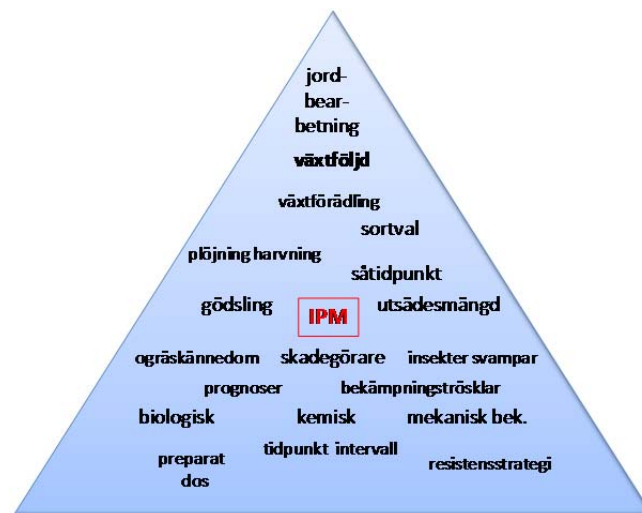 jord-
bear-
betning
växtföljd
växtförädling
sortval
plöjning harvning
såtidpunkt
gödsling
IPM
utsädesmängd
ogräskännedom skadegörare insekter svampar
prognoser bekämpningströsklar
biologisk kemisk mekanisk bek.
tidpunkt intervall
preparat
dos
resistensstrategi